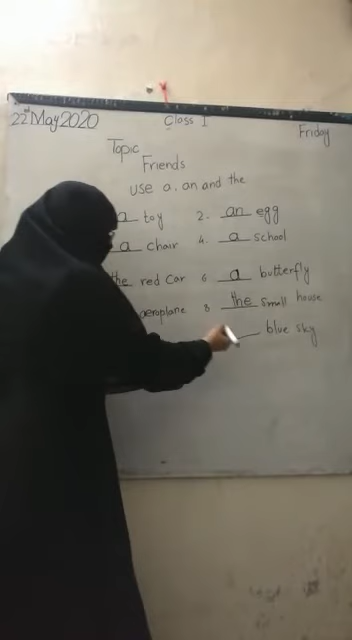 22nd May 2020 Class I Friday
Topic
Friends
use a, an and the
a toy 2. an egg
a chair 4. a school
the red car 6 a butterfly
aeroplane 8 the small house
blue sky